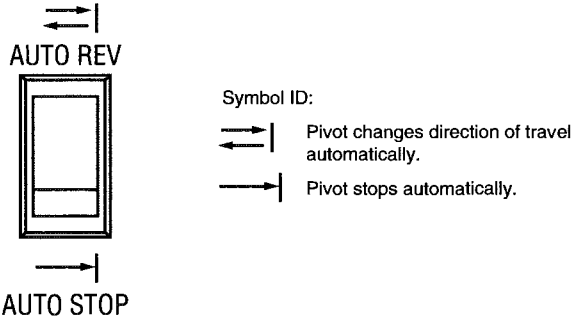 AUTO REV
Symbol ID:
Pivot changes direction of travel
automatically.
Pivot stops automatically.
AUTO STOP